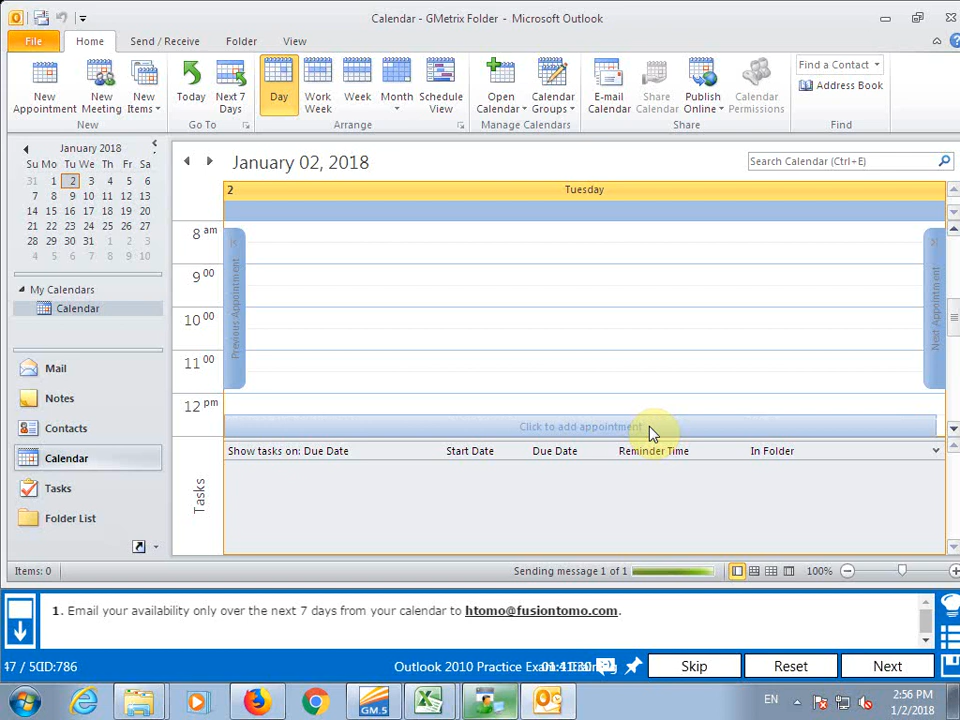 Calendar - GMetrix Folder - Microsoft Outlook
File Home Send / Receive Folder View
New Appointment New Meeting New Items Today Next 7 Days Day Work Week Week Month Schedule View Open Calendar Calendar Groups E-mail Calendar Share Calendar Publish Online Calendar Permissions Find a Contact Address Book
New Go To Arrange Manage Calendars Share Find
January 2018
Su Mo Tu We Th Fr Sa
31 1 2 3 4 5 6
7 8 9 10 11 12 13
14 15 16 17 18 19 20
21 22 23 24 25 26 27
28 29 30 31 1 2 3
4 5 6 7 8 9 10
My Calendars
Calendar
Mail
Notes
Contacts
Calendar
Tasks
Folder List
January 02, 2018
Search Calendar (Ctrl+E)
2 Tuesday
8 am
9 00
10 00
11 00
12 pm
Previous Appointment
Next Appointment
Click to add appointment
Show tasks on: Due Date Start Date Due Date Reminder Time In Folder
Tasks
Items: 0 Sending message 1 of 1 100%
1. Email your availability only over the next 7 days from your calendar to htomo@fusiontomo.com.
Outlook 2010 Practice Exam Skip Reset Next
GM.5 EN 2:56 PM
1/2/2018